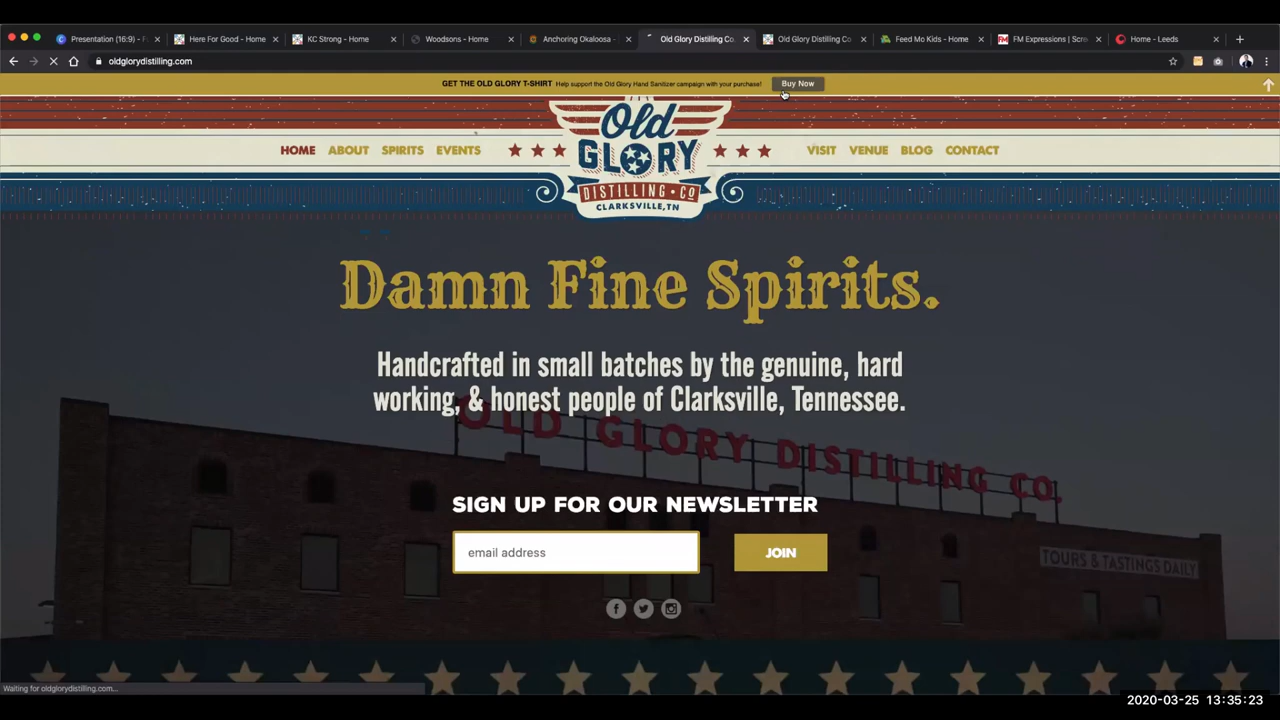 Presentation (16:9) - F
Here For Good - Home
KC Strong - Home
Woodsons - Home
Anchoring Okaloosa -
Old Glory Distilling Co
Old Glory Distilling Co
Feed Mo Kids - Home
FM Expressions | Scre
Home - Leeds
oldglorydistilling.com
GET THE OLD GLORY T-SHIRT Help support the Old Glory Hand Sanitizer campaign with your purchase! Buy Now
Old
GLORY
DISTILLING CO
CLARKSVILLE, TN
HOME ABOUT SPIRITS EVENTS VISIT VENUE BLOG CONTACT
Damn Fine Spirits.
Handcrafted in small batches by the genuine, hard
working, & honest people of Clarksville, Tennessee.
OLD GLORY DISTILLING CO.
SIGN UP FOR OUR NEWSLETTER
email address JOIN
TOURS & TASTINGS DAILY
Waiting for oldglorydistilling.com...
2020-03-25 13:35:23